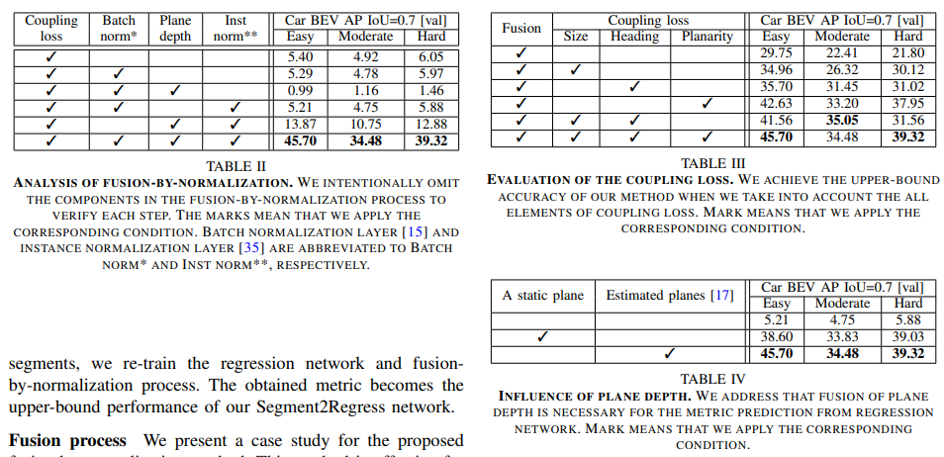 Coupling loss Batch norm* Plane depth Inst norm** Car BEV AP IoU=0.7 [val]
Easy Moderate Hard
✓ 5.40 4.92 6.05
✓ ✓ 5.29 4.78 5.97
✓ ✓ ✓ 0.99 1.16 1.46
✓ ✓ ✓ 5.21 4.75 5.88
✓ ✓ ✓ 13.87 10.75 12.88
✓ ✓ ✓ ✓ 45.70 34.48 39.32
TABLE II
ANALYSIS OF FUSION-BY-NORMALIZATION. WE INTENTIONALLY OMIT
THE COMPONENTS IN THE FUSION-BY-NORMALIZATION PROCESS TO
VERIFY EACH STEP. THE MARKS MEAN THAT WE APPLY THE
CORRESPONDING CONDITION. BATCH NORMALIZATION LAYER [15] AND
INSTANCE NORMALIZATION LAYER [35] ARE ABBREVIATED TO BATCH
NORM* AND INST NORM**, RESPECTIVELY.
segments, we re-train the regression network and fusion-
by-normalization process. The obtained metric becomes the
upper-bound performance of our Segment2Regress network.
Fusion process We present a case study for the proposed
Fusion Coupling loss Car BEV AP IoU=0.7 [val]
Size Heading Planarity Easy Moderate Hard
✓ 29.75 22.41 21.80
✓ ✓ 34.96 26.32 30.12
✓ ✓ 35.70 31.45 31.02
✓ ✓ 42.63 33.20 37.95
✓ ✓ ✓ 41.56 35.05 31.56
✓ ✓ ✓ ✓ 45.70 34.48 39.32
TABLE III
EVALUATION OF THE COUPLING LOSS. WE ACHIEVE THE UPPER-BOUND
ACCURACY OF OUR METHOD WHEN WE TAKE INTO ACCOUNT THE ALL
ELEMENTS OF COUPLING LOSS. MARK MEANS THAT WE APPLY THE
CORRESPONDING CONDITION.
A static plane Estimated planes [17] Car BEV AP IoU=0.7 [val]
Easy Moderate Hard
5.21 4.75 5.88
✓ 38.60 33.83 39.03
✓ 45.70 34.48 39.32
TABLE IV
INFLUENCE OF PLANE DEPTH. WE ADDRESS THAT FUSION OF PLANE
DEPTH IS NECESSARY FOR THE METRIC PREDICTION FROM REGRESSION
NETWORK. MARK MEANS THAT WE APPLY THE CORRESPONDING
CONDITION.